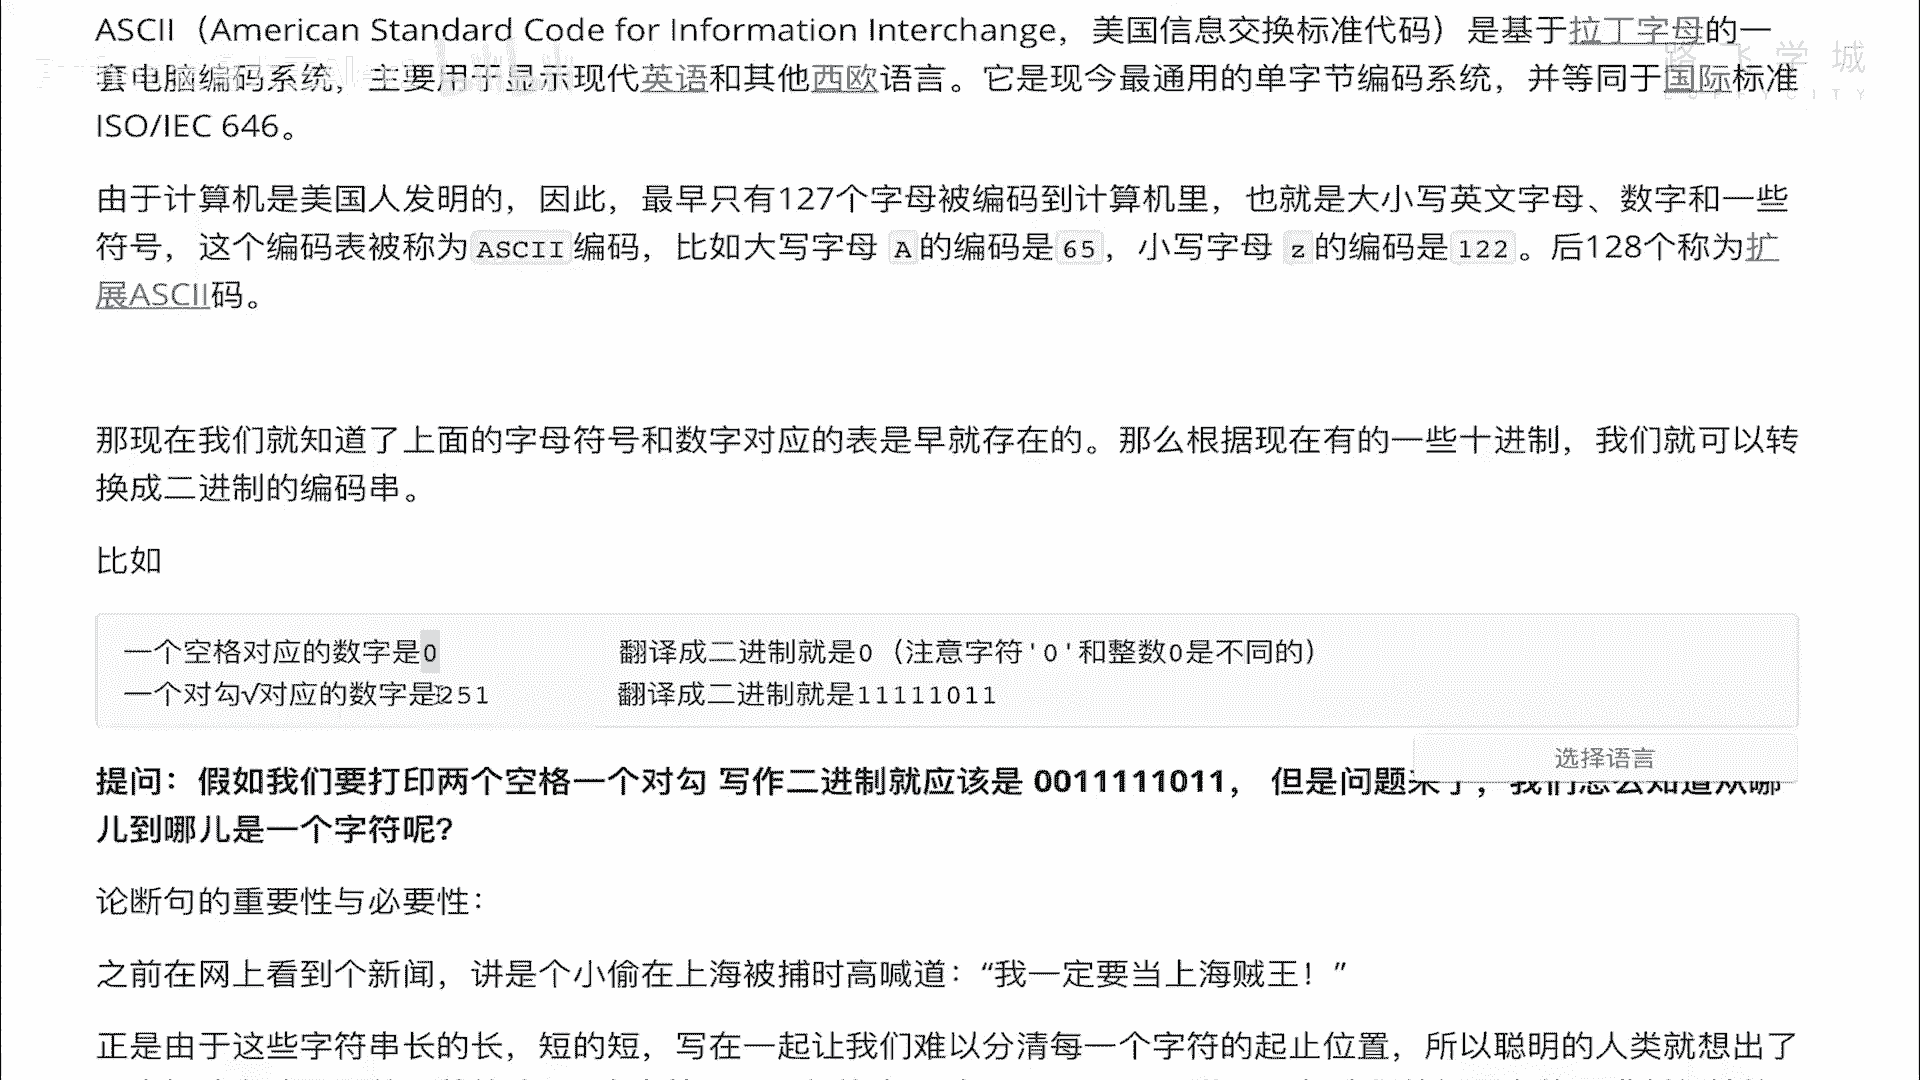 ASCII（American Standard Code for Information Interchange，美国信息交换标准代码）是基于拉丁字母的一
套电脑编码系统，主要用于显示现代英语和其他西欧语言。它是现今最通用的单字节编码系统，并等同于国际标准
ISO/IEC 646。
路飞学城
LUFFYCITY
由于计算机是美国人发明的，因此，最早只有127个字母被编码到计算机里，也就是大小写英文字母、数字和一些
符号，这个编码表被称为ASCII编码，比如大写字母 A的编码是65，小写字母 z的编码是122。后128个称为扩
展ASCII码。
那现在我们就知道了上面的字母符号和数字对应的表是早就存在的。那么根据现在有的一些十进制，我们就可以转
换成二进制的编码串。
比如
一个空格对应的数字是0 翻译成二进制就是0（注意字符'0'和整数0是不同的）
一个对勾√对应的数字是251 翻译成二进制就是11111011
选择语言
提问：假如我们要打印两个空格一个对勾 写作二进制就应该是 0011111011， 但是问题来了，我们怎么知道从哪
儿到哪儿是一个字符呢？
论断句的重要性与必要性：
之前在网上看到个新闻，讲是个小偷在上海被捕时高喊道：“我一定要当上海贼王！”
正是由于这些字符串长的长，短的短，写在一起让我们难以分清每一个字符的起止位置，所以聪明的人类就想出了